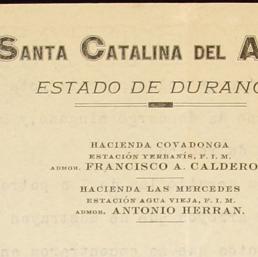 SANTA CATALINA DEL A
ESTADO DE DURANG
HACIENDA COVADONGA
ESTACIÓN YERBANÍS, F. I. M.
ADMOR. FRANCISCO A. CALDERO
HACIENDA LAS MERCEDES
ESTACIÓN AGUA VIEJA, F. I. M.
ADMOR. ANTONIO HERRAN.